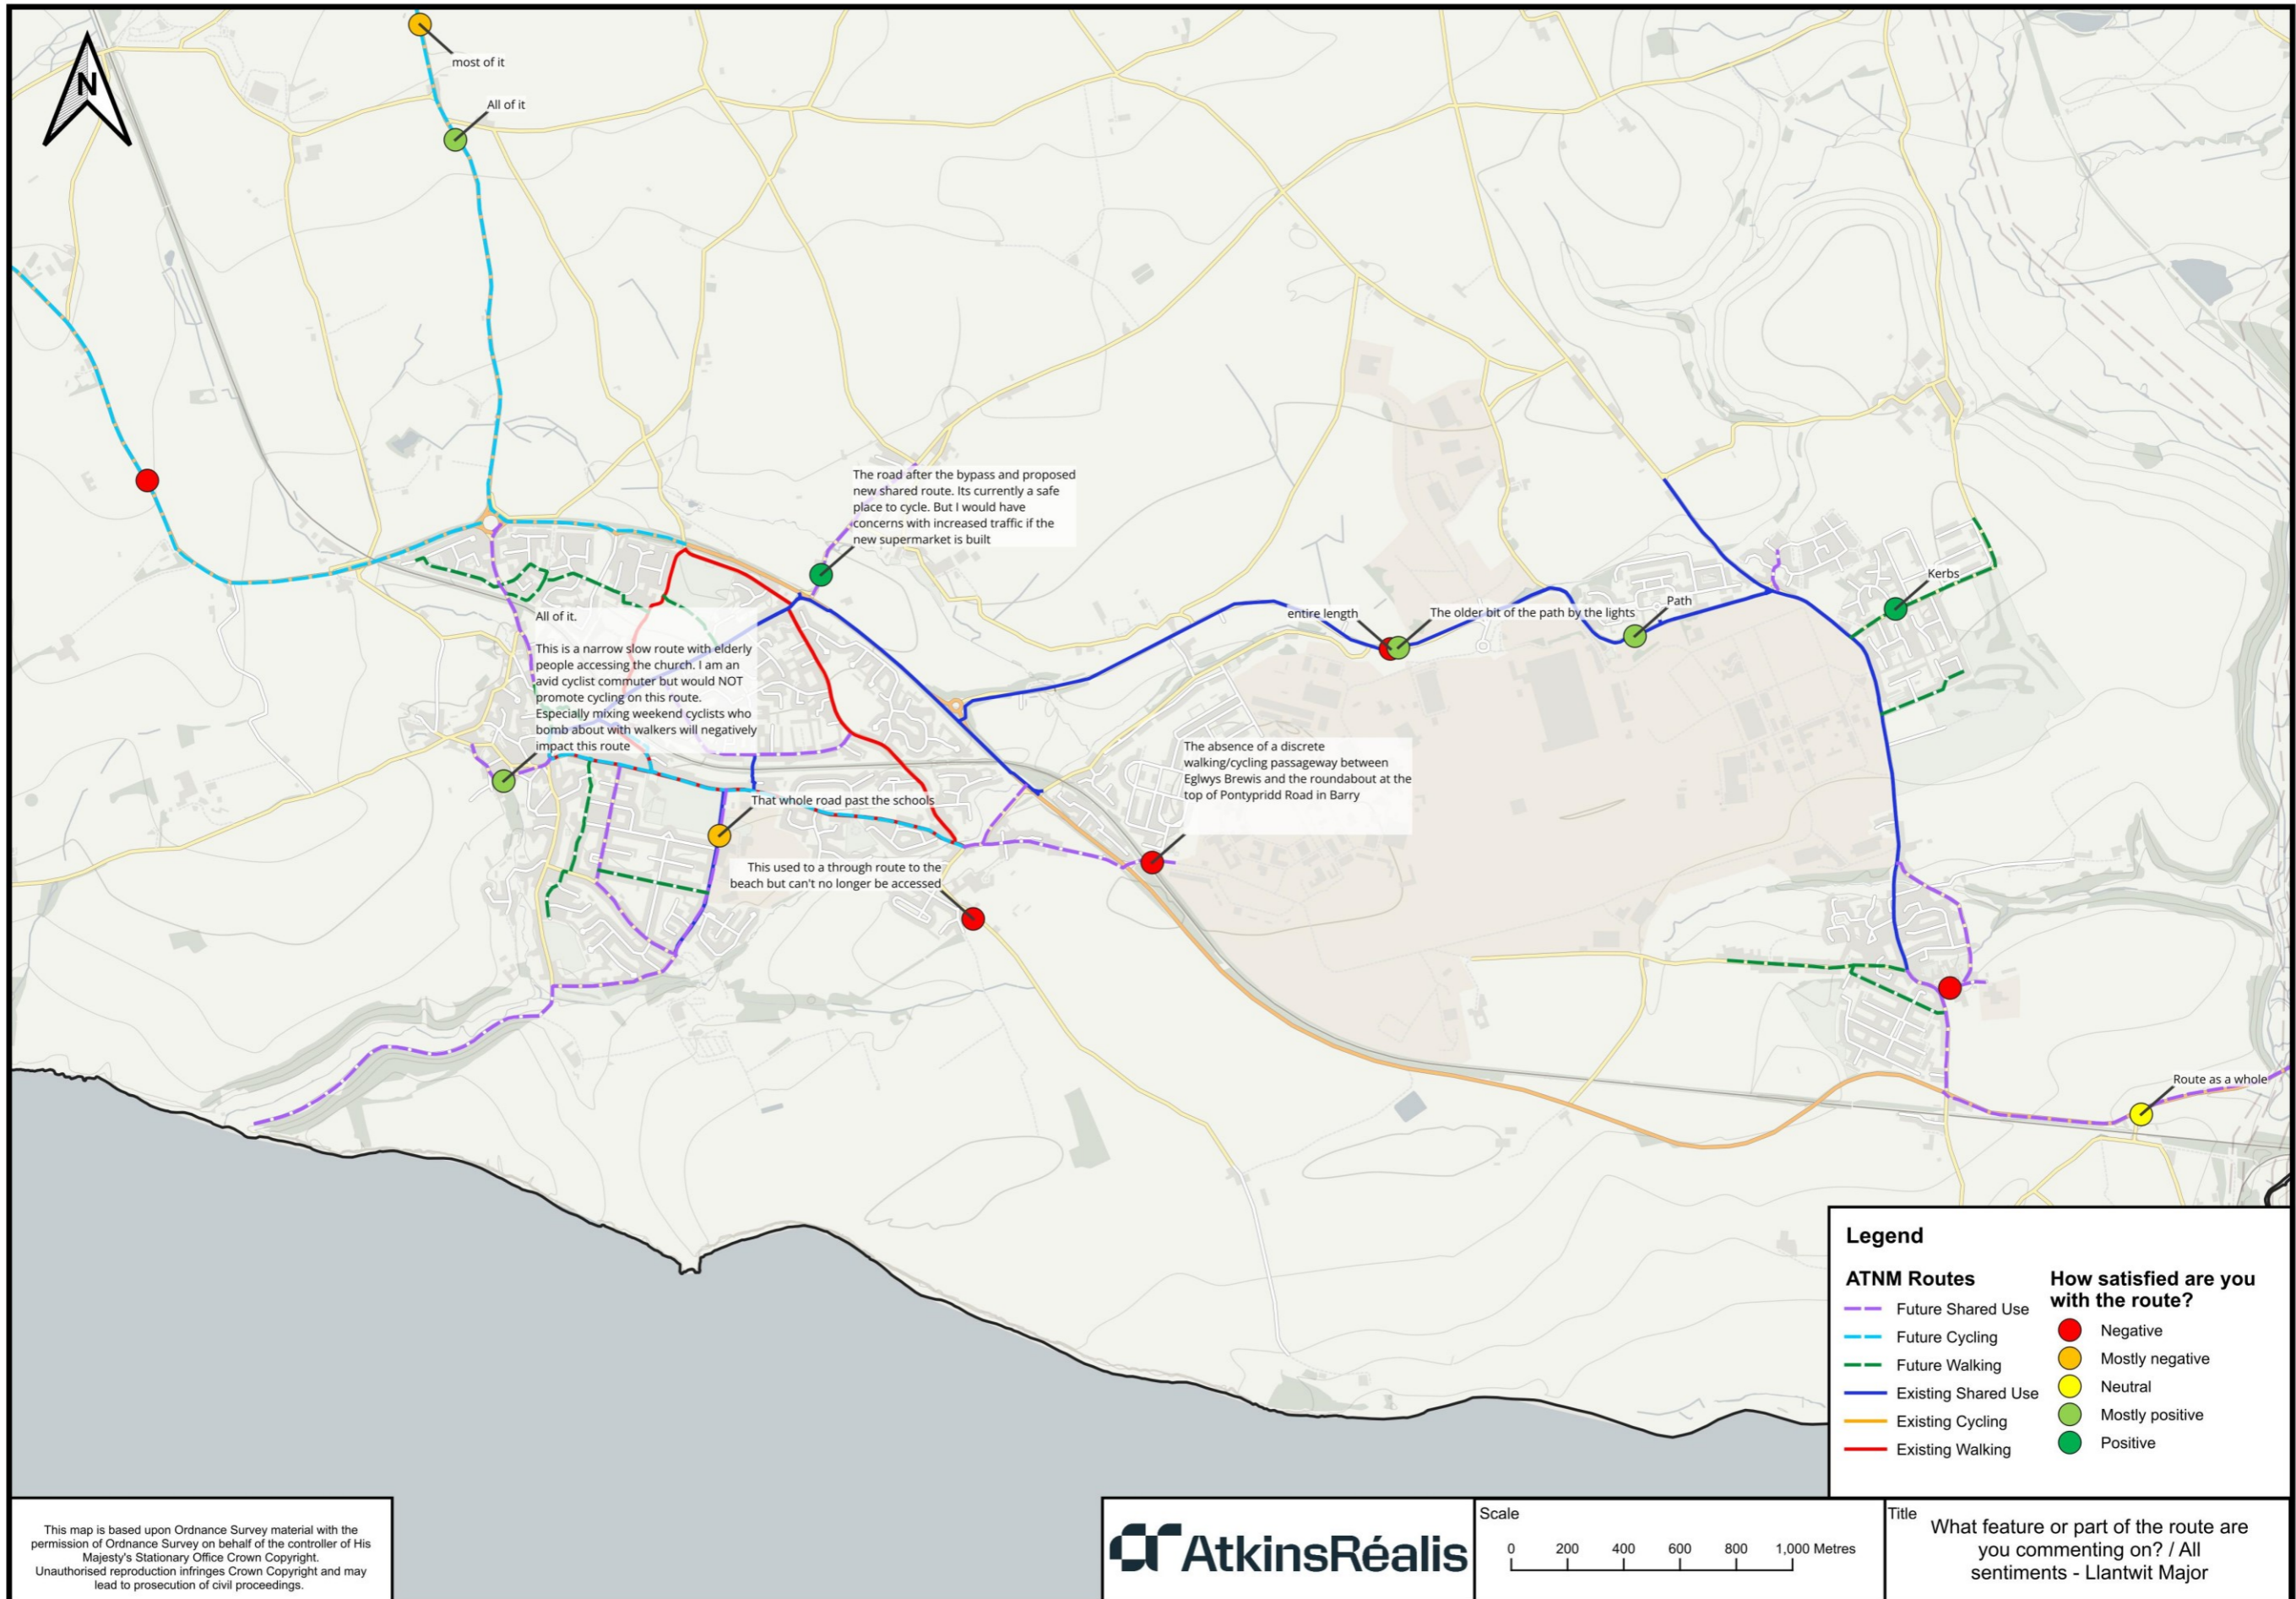 N
most of it
All of it
The road after the bypass and proposed
new shared route. Its currently a safe
place to cycle. But I would have
concerns with increased traffic if the
new supermarket is built
Kerbs
entire length
The older bit of the path by the lights
Path
All of it.
This is a narrow slow route with elderly
people accessing the church. I am an
avid cyclist commuter but would NOT
promote cycling on this route.
Especially mixing weekend cyclists who
bomb about with walkers will negatively
impact this route
The absence of a discrete
walking/cycling passageway between
Eglwys Brewis and the roundabout at the
top of Pontypridd Road in Barry
That whole road past the schools
This used to a through route to the
beach but can't no longer be accessed
Route as a whole
Legend
ATNM Routes
Future Shared Use
Future Cycling
Future Walking
Existing Shared Use
Existing Cycling
Existing Walking
How satisfied are you
with the route?
Negative
Mostly negative
Neutral
Mostly positive
Positive
This map is based upon Ordnance Survey material with the
permission of Ordnance Survey on behalf of the controller of His
Majesty's Stationary Office Crown Copyright.
Unauthorised reproduction infringes Crown Copyright and may
lead to prosecution of civil proceedings.
AtkinsRéalis
Scale
0 200 400 600 800 1,000 Metres
Title
What feature or part of the route are
you commenting on? / All
sentiments - Llantwit Major